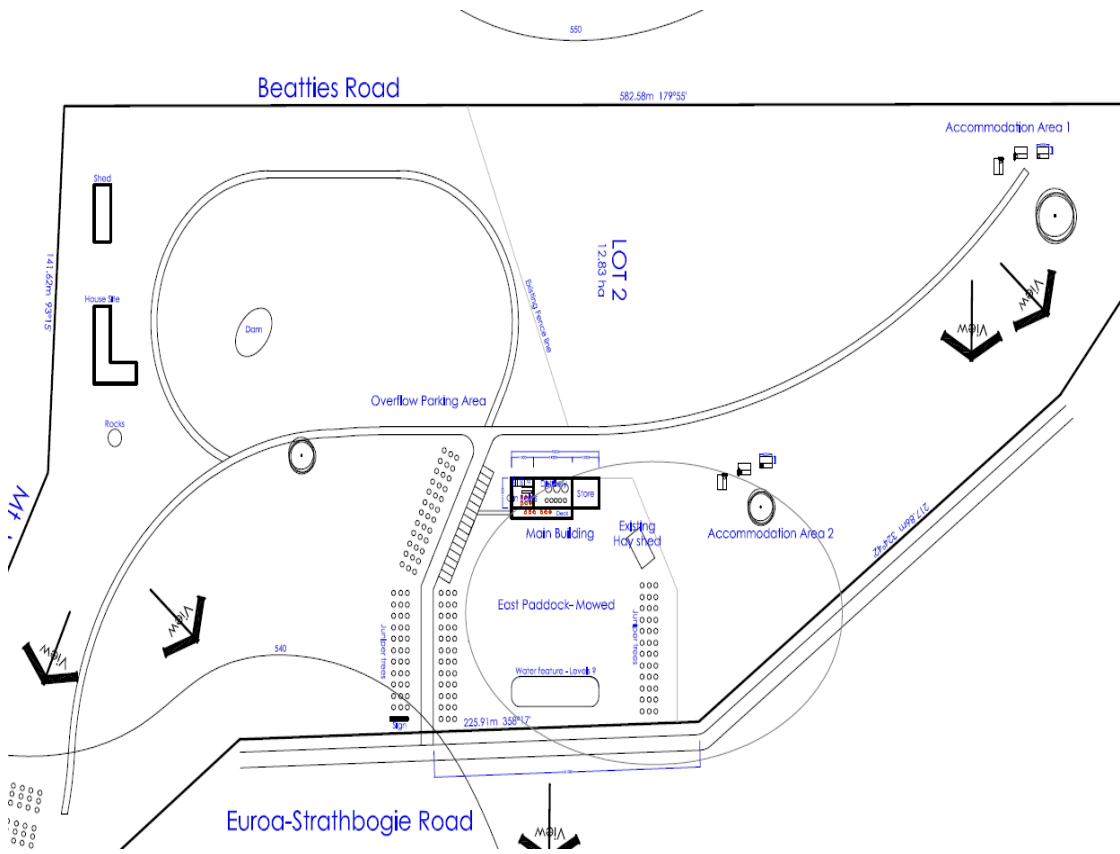 550
Beatties Road
582.58m 179°55'
Accommodation Area 1
Shed
LOT 2
12.83 ha
141.62m 93°15'
House Site
Existing Fence line
View
View
Dam
Overflow Parking Area
Rocks
Store
Deck
Main Building
Existing
Hay shed
Accommodation Area 2
217.86m 324°42'
East Paddock- Mowed
Juniper trees
Juniper trees
View
View
540
Water feature - Levels ?
Sign
225.91m 358°17'
Euroa-Strathbogie Road
View